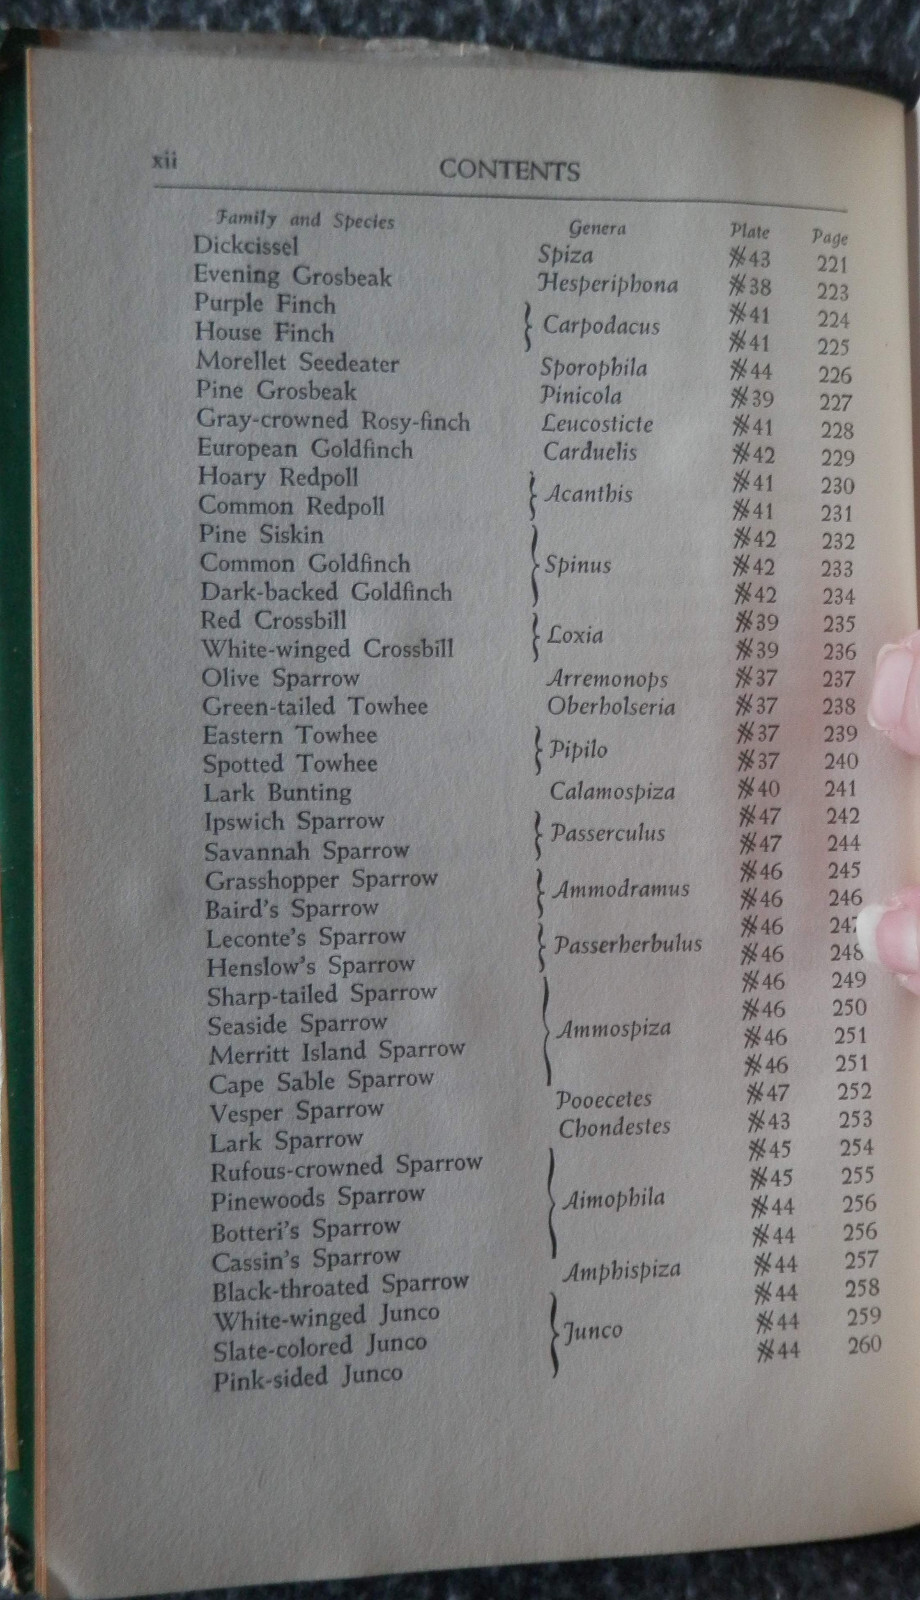 xii CONTENTS
Family and Species Genera Plate Page
Dickcissel Spiza #43 221
Evening Grosbeak Hesperiphona #38 223
Purple Finch } Carpodacus #41 224
House Finch #41 225
Morellet Seedeater Sporophila #44 226
Pine Grosbeak Pinicola #39 227
Gray-crowned Rosy-finch Leucosticte #41 228
European Goldfinch Carduelis #42 229
Hoary Redpoll } Acanthis #41 230
Common Redpoll #41 231
Pine Siskin #42 232
Common Goldfinch } Spinus #42 233
Dark-backed Goldfinch #42 234
Red Crossbill } Loxia #39 235
White-winged Crossbill #39 236
Olive Sparrow Arremonops #37 237
Green-tailed Towhee Oberholseria #37 238
Eastern Towhee } Pipilo #37 239
Spotted Towhee #37 240
Lark Bunting Calamospiza #40 241
Ipswich Sparrow } Passerculus #47 242
Savannah Sparrow #47 244
Grasshopper Sparrow } Ammodramus #46 245
Baird's Sparrow #46 246
Leconte's Sparrow } Passerherbulus #46 247
Henslow's Sparrow #46 248
Sharp-tailed Sparrow #46 249
Seaside Sparrow } Ammospiza #46 250
Merritt Island Sparrow #46 251
Cape Sable Sparrow #46 251
Vesper Sparrow Pooecetes #47 252
Lark Sparrow Chondestes #43 253
Rufous-crowned Sparrow #45 254
Pinewoods Sparrow } Aimophila #45 255
Botteri's Sparrow #44 256
Cassin's Sparrow #44 256
Black-throated Sparrow Amphispiza #44 257
White-winged Junco #44 258
Slate-colored Junco } Junco #44 259
Pink-sided Junco #44 260